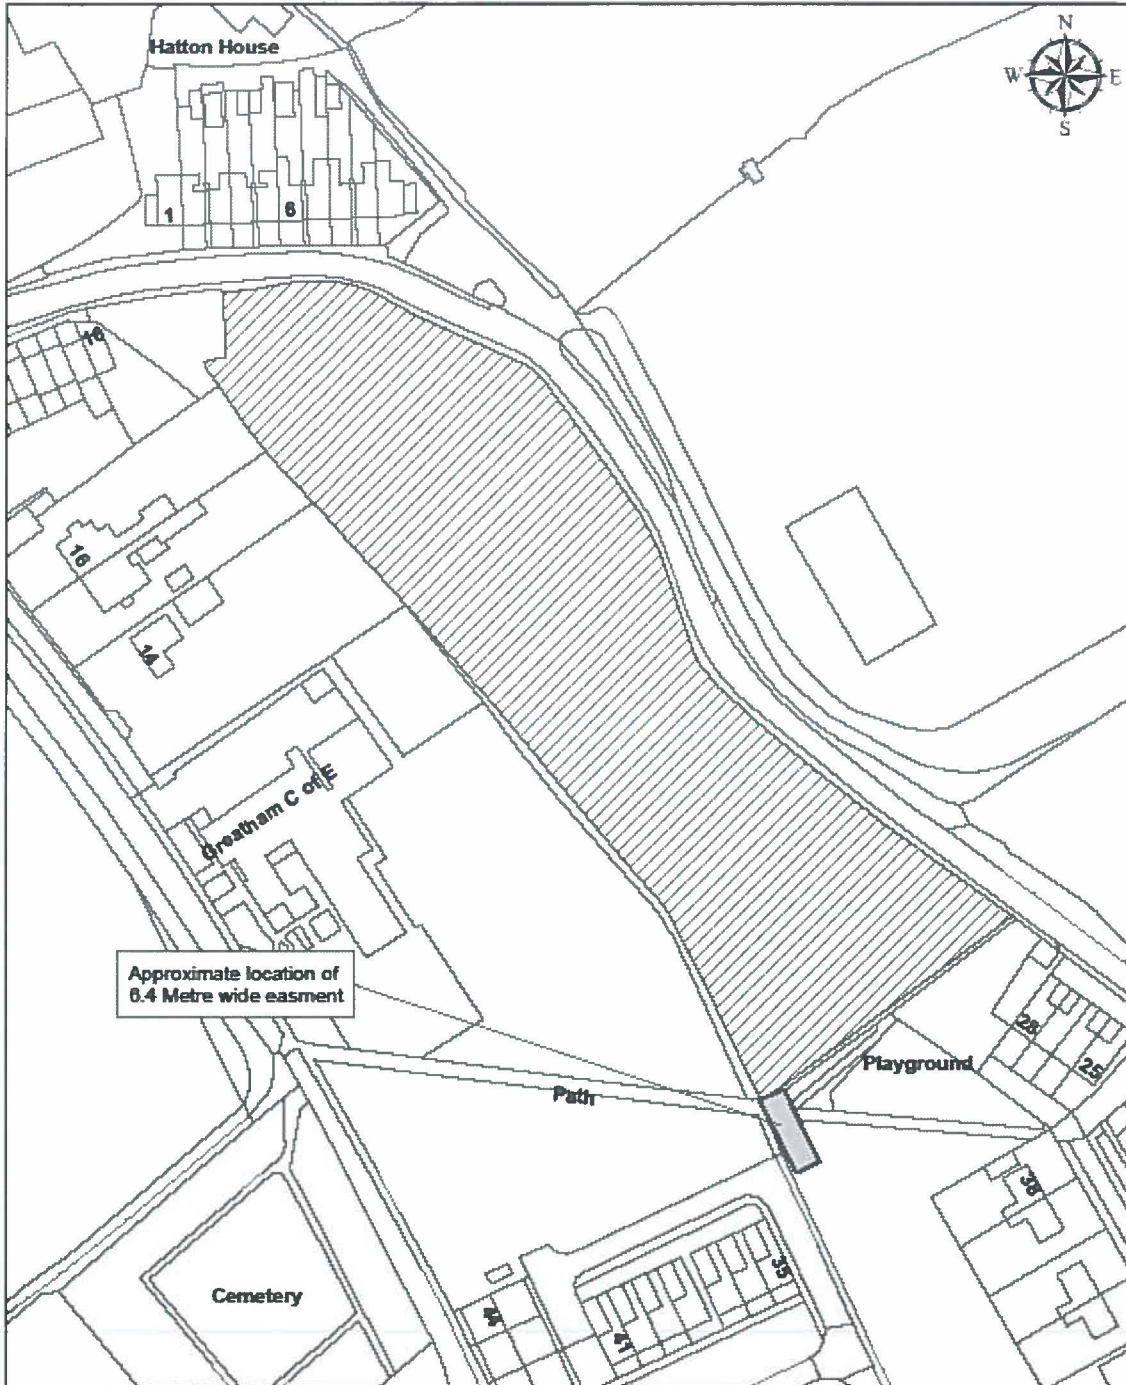 Hatton House
N
W
E
S
1
6
16
16
14
Greatham C of E
Approximate location of
6.4 Metre wide easment
Path
Playground
28
25
38
Cemetery
44
41
35